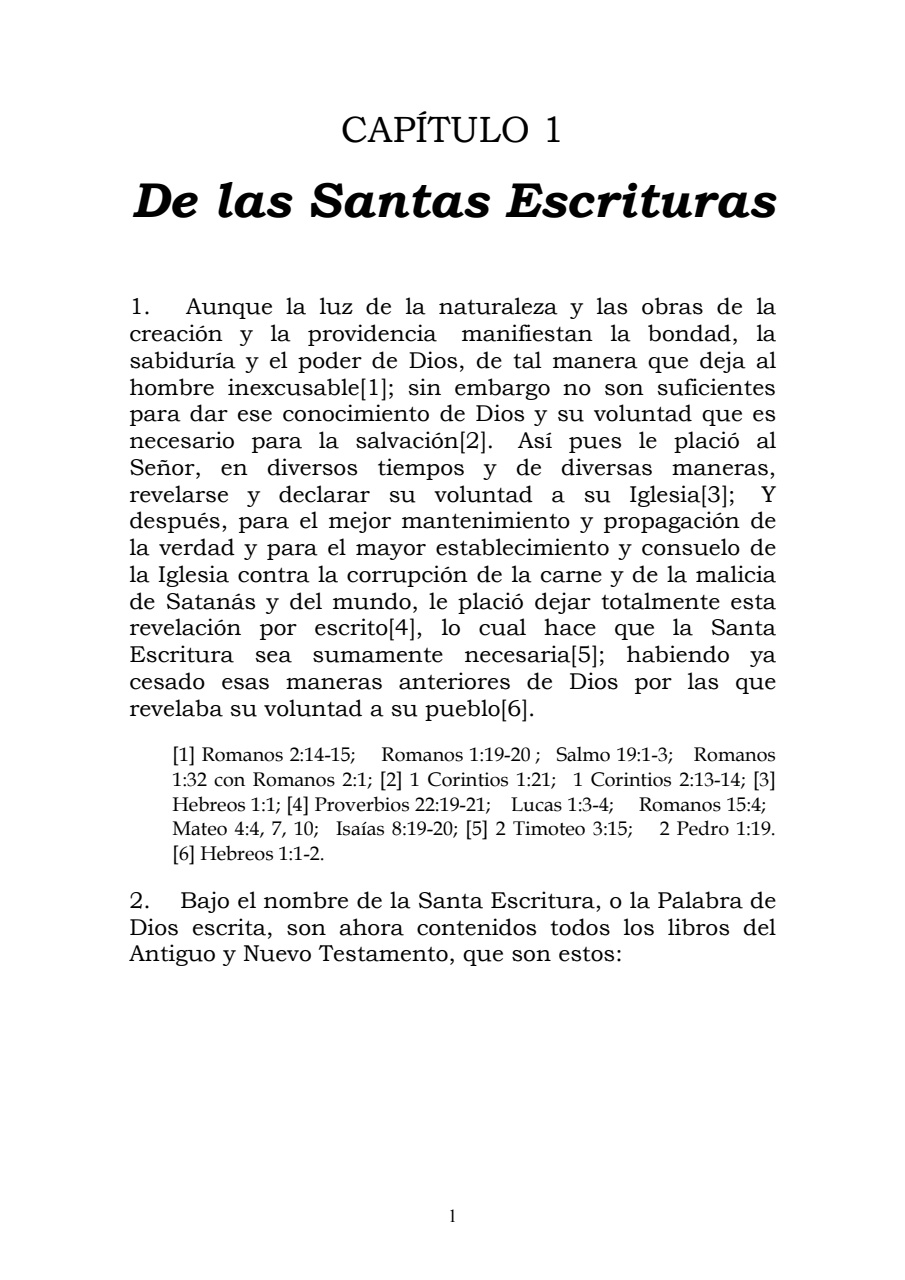 CAPÍTULO 1
De las Santas Escrituras
1. Aunque la luz de la naturaleza y las obras de la
creación y la providencia manifiestan la bondad, la
sabiduría y el poder de Dios, de tal manera que deja al
hombre inexcusable[1]; sin embargo no son suficientes
para dar ese conocimiento de Dios y su voluntad que es
necesario para la salvación[2]. Así pues le plació al
Señor, en diversos tiempos y de diversas maneras,
revelarse y declarar su voluntad a su Iglesia[3]; Y
después, para el mejor mantenimiento y propagación de
la verdad y para el mayor establecimiento y consuelo de
la Iglesia contra la corrupción de la carne y de la malicia
de Satanás y del mundo, le plació dejar totalmente esta
revelación por escrito[4], lo cual hace que la Santa
Escritura sea sumamente necesaria[5]; habiendo ya
cesado esas maneras anteriores de Dios por las que
revelaba su voluntad a su pueblo[6].
[1] Romanos 2:14-15; Romanos 1:19-20 ; Salmo 19:1-3; Romanos
1:32 con Romanos 2:1; [2] 1 Corintios 1:21; 1 Corintios 2:13-14; [3]
Hebreos 1:1; [4] Proverbios 22:19-21; Lucas 1:3-4; Romanos 15:4;
Mateo 4:4, 7, 10; Isaías 8:19-20; [5] 2 Timoteo 3:15; 2 Pedro 1:19.
[6] Hebreos 1:1-2.
2. Bajo el nombre de la Santa Escritura, o la Palabra de
Dios escrita, son ahora contenidos todos los libros del
Antiguo y Nuevo Testamento, que son estos:
1